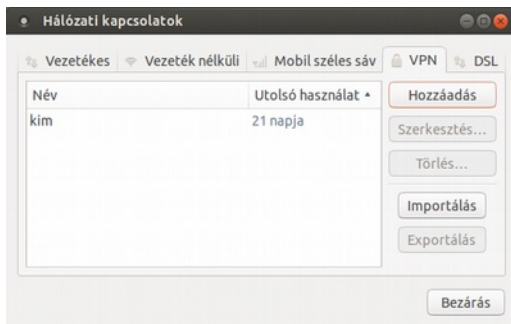 Hálózati kapcsolatok
Vezetékes Vezeték nélküli Mobil széles sáv VPN DSL
Név Utolsó használat Hozzáadás
kim 21 napja
Szerkesztés...
Törlés...
Importálás
Exportálás
Bezárás